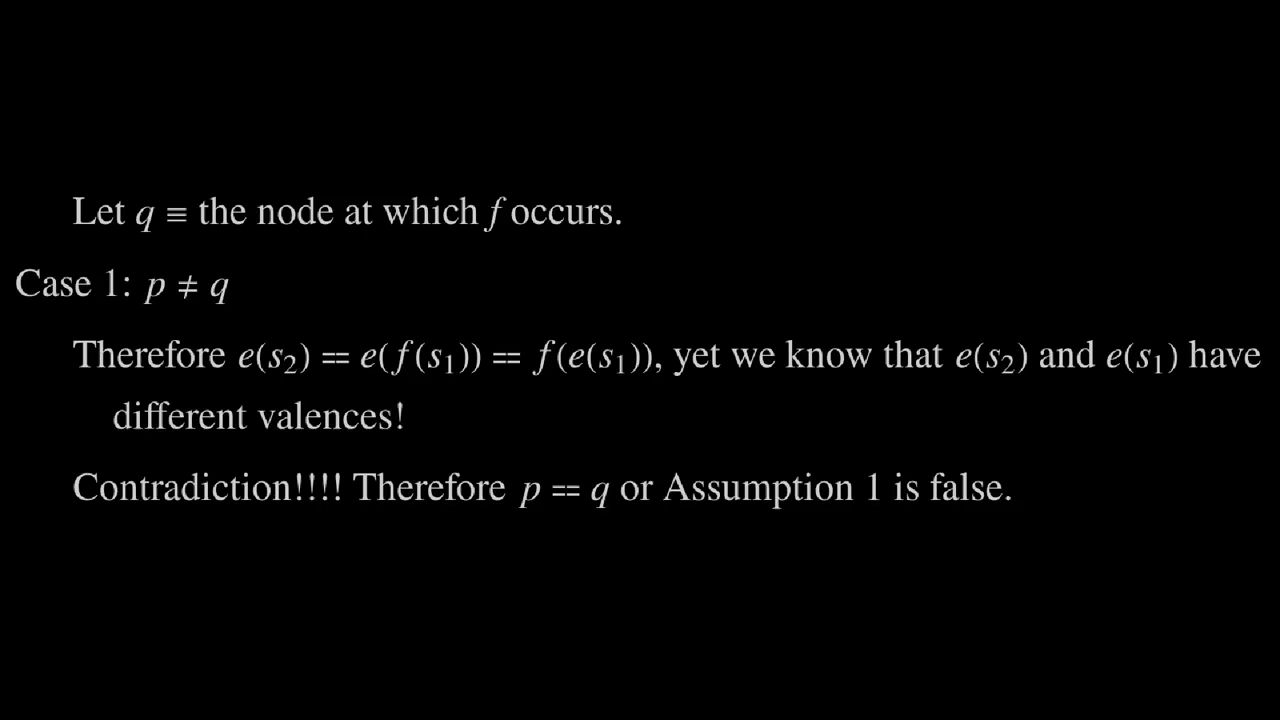 Let q ≡ the node at which f occurs.
Case 1: p ≠ q
Therefore e(s₂) == e(f(s₁)) == f(e(s₁)), yet we know that e(s₂) and e(s₁) have
different valences!
Contradiction!!!! Therefore p == q or Assumption 1 is false.